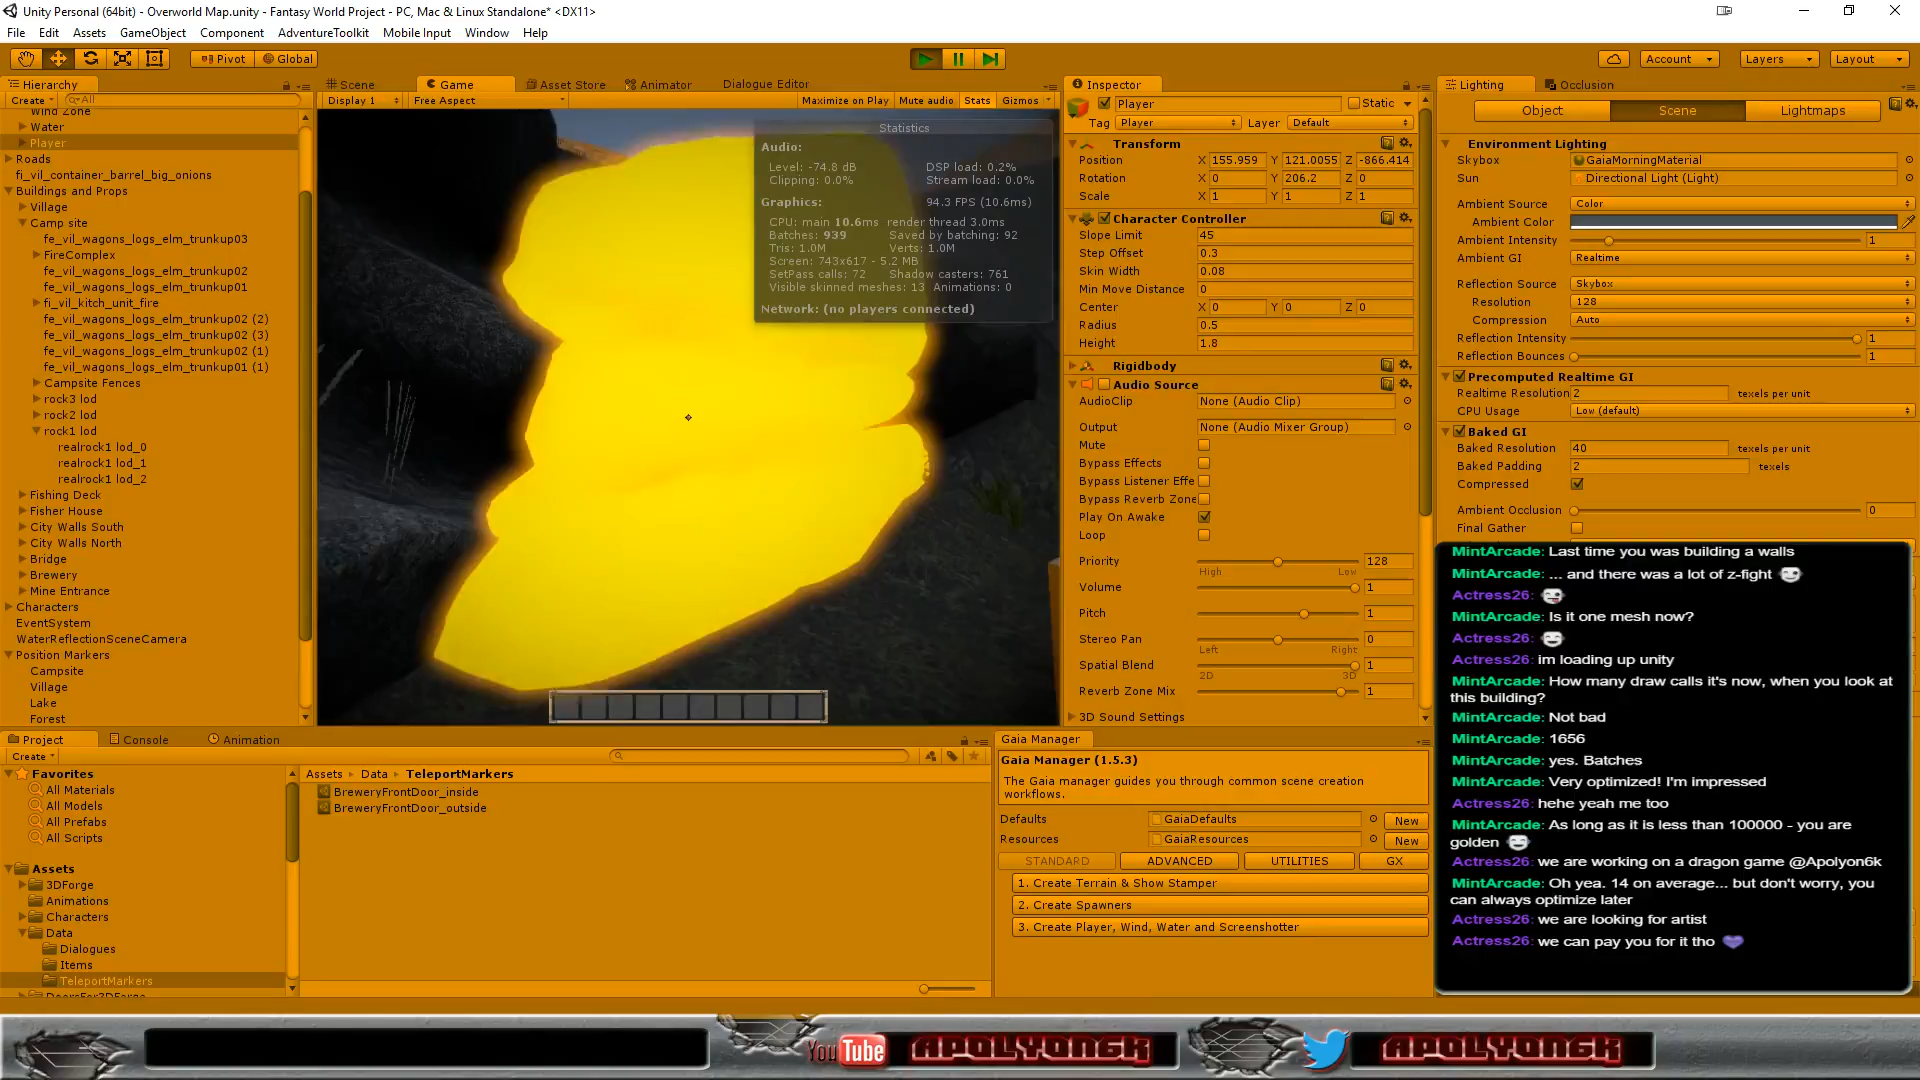 Unity Personal (64bit) - Overworld Map.unity - Fantasy World Project - PC, Mac & Linux Standalone* <DX11>
File Edit Assets GameObject Component AdventureToolkit Mobile Input Window Help
Pivot Global
Account Layers Layout
Hierarchy
Create All
Wind Zone
Water
Player
Roads
fi_vil_container_barrel_big_onions
Buildings and Props
Village
Camp site
fe_vil_wagons_logs_elm_trunkup03
FireComplex
fe_vil_wagons_logs_elm_trunkup02
fe_vil_wagons_logs_elm_trunkup01
fi_vil_kitch_unit_fire
fe_vil_wagons_logs_elm_trunkup02 (2)
fe_vil_wagons_logs_elm_trunkup02 (3)
fe_vil_wagons_logs_elm_trunkup02 (1)
fe_vil_wagons_logs_elm_trunkup01 (1)
Campsite Fences
rock3 lod
rock2 lod
rock1 lod
realrock1 lod_0
realrock1 lod_1
realrock1 lod_2
Fishing Deck
Fisher House
City Walls South
City Walls North
Bridge
Brewery
Mine Entrance
Characters
EventSystem
WaterReflectionSceneCamera
Position Markers
Campsite
Village
Lake
Forest
Scene Game Asset Store Animator Dialogue Editor
Display 1 Free Aspect Maximize on Play Mute audio Stats Gizmos
Statistics
Audio:
Level: -74.8 dB DSP load: 0.2%
Clipping: 0.0% Stream load: 0.0%
Graphics: 94.3 FPS (10.6ms)
CPU: main 10.6ms render thread 3.0ms
Batches: 939 Saved by batching: 92
Tris: 1.0M Verts: 1.0M
Screen: 743x617 - 5.2 MB
SetPass calls: 72 Shadow casters: 761
Visible skinned meshes: 13 Animations: 0
Network: (no players connected)
Inspector
Player Static
Tag Player Layer Default
Transform
Position X 155.959 Y 121.0055 Z -866.414
Rotation X 0 Y 206.2 Z 0
Scale X 1 Y 1 Z 1
Character Controller
Slope Limit 45
Step Offset 0.3
Skin Width 0.08
Min Move Distance 0
Center X 0 Y 0 Z 0
Radius 0.5
Height 1.8
Rigidbody
Audio Source
AudioClip None (Audio Clip)
Output None (Audio Mixer Group)
Mute
Bypass Effects
Bypass Listener Effe
Bypass Reverb Zone
Play On Awake
Loop
Priority 128
High Low
Volume 1
Pitch 1
Stereo Pan 0
Left Right
Spatial Blend 1
2D 3D
Reverb Zone Mix 1
3D Sound Settings
Lighting Occlusion
Object Scene Lightmaps
Environment Lighting
Skybox GaiaMorningMaterial
Sun Directional Light (Light)
Ambient Source Color
Ambient Color
Ambient Intensity 1
Ambient GI Realtime
Reflection Source Skybox
Resolution 128
Compression Auto
Reflection Intensity 1
Reflection Bounces 1
Precomputed Realtime GI
Realtime Resolution 2 texels per unit
CPU Usage Low (default)
Baked GI
Baked Resolution 40 texels per unit
Baked Padding 2 texels
Compressed
Ambient Occlusion 0
Final Gather
MintArcade: Last time you was building a walls
MintArcade: ... and there was a lot of z-fight
Actress26:
MintArcade: Is it one mesh now?
Actress26:
Actress26: im loading up unity
MintArcade: How many draw calls it's now, when you look at
this building?
MintArcade: Not bad
MintArcade: 1656
MintArcade: yes. Batches
MintArcade: Very optimized! I'm impressed
Actress26: hehe yeah me too
MintArcade: As long as it is less than 100000 - you are
golden
Actress26: we are working on a dragon game @Apolyon6k
MintArcade: Oh yea. 14 on average... but don't worry, you
can always optimize later
Actress26: we are looking for artist
Actress26: we can pay you for it tho
Project Console Animation
Create
Favorites
All Materials
All Models
All Prefabs
All Scripts
Assets
3DForge
Animations
Characters
Data
Dialogues
Items
TeleportMarkers
DoorsFor3DForge
Assets Data TeleportMarkers
BreweryFrontDoor_inside
BreweryFrontDoor_outside
Gaia Manager
Gaia Manager (1.5.3)
The Gaia manager guides you through common scene creation
workflows.
Defaults GaiaDefaults New
Resources GaiaResources New
STANDARD ADVANCED UTILITIES GX
1. Create Terrain & Show Stamper
2. Create Spawners
3. Create Player, Wind, Water and Screenshotter
YouTube APOLYON6K APOLYON6K